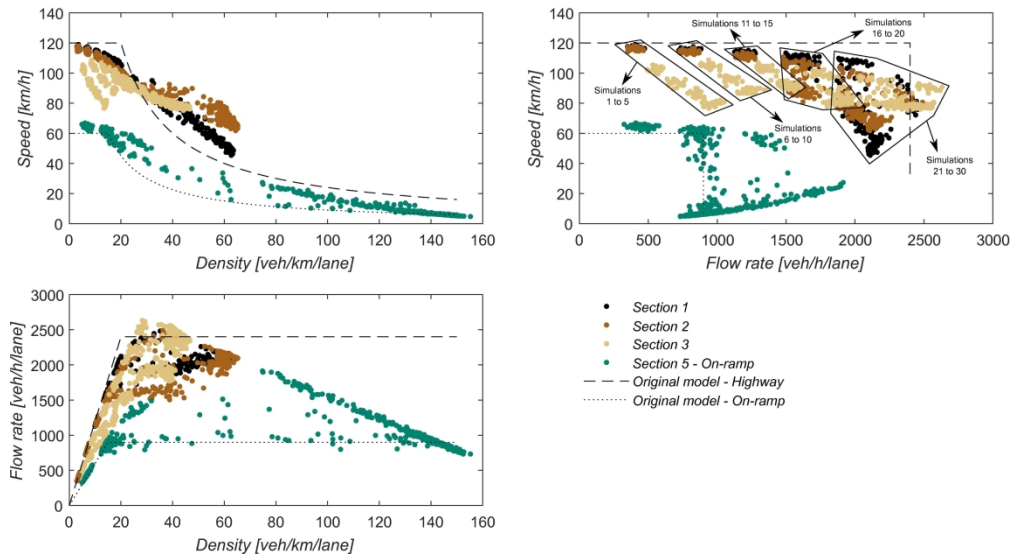 160
140
120
100
80
60
40
20
0
0 20 40 60 80 100 120 140 160
Speed [km/h]
Density [veh/km/lane]
160
140
120
100
80
60
40
20
0
0 500 1000 1500 2000 2500 3000
Speed [km/h]
Flow rate [veh/h/lane]
Simulations 11 to 15
Simulations
16 to 20
Simulations
1 to 5
Simulations
6 to 10
Simulations
21 to 30
3000
2500
2000
1500
1000
500
0
0 20 40 60 80 100 120 140 160
Flow rate [veh/h/lane]
Density [veh/km/lane]
Section 1
Section 2
Section 3
Section 5 - On-ramp
Original model - Highway
Original model - On-ramp